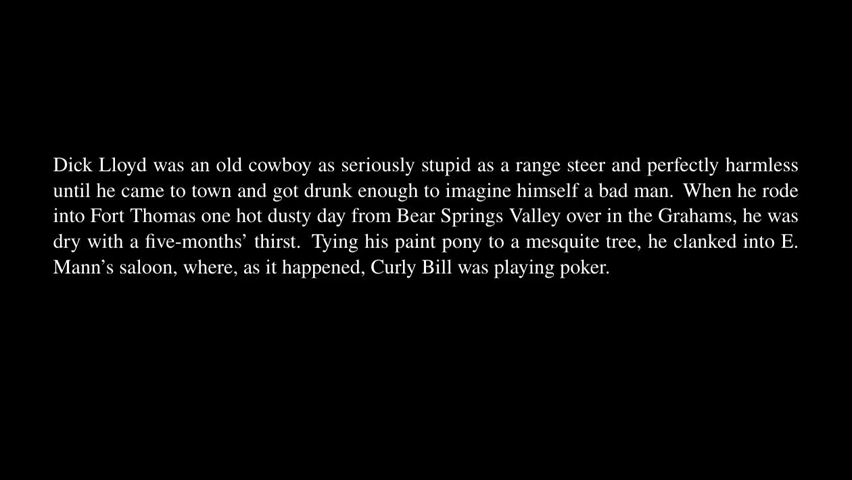 Dick Lloyd was an old cowboy as seriously stupid as a range steer and perfectly harmless
until he came to town and got drunk enough to imagine himself a bad man. When he rode
into Fort Thomas one hot dusty day from Bear Springs Valley over in the Grahams, he was
dry with a five-months’ thirst. Tying his paint pony to a mesquite tree, he clanked into E.
Mann’s saloon, where, as it happened, Curly Bill was playing poker.